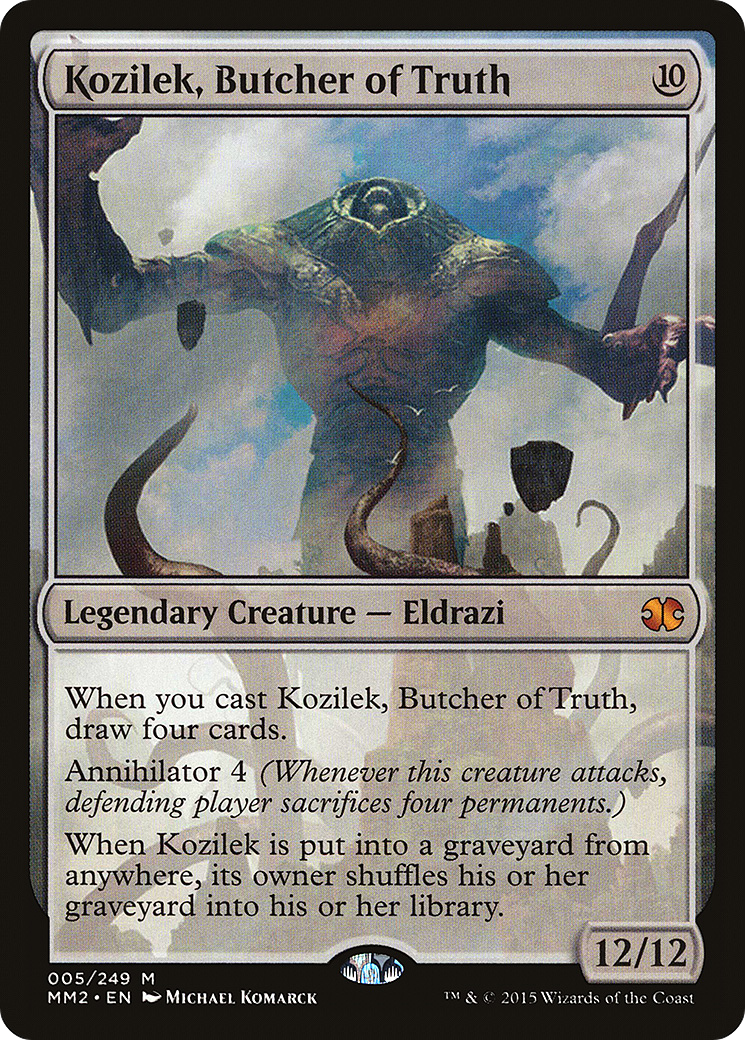 Kozilek, Butcher of Truth 10
Legendary Creature — Eldrazi
When you cast Kozilek, Butcher of Truth,
draw four cards.
Annihilator 4 (Whenever this creature attacks,
defending player sacrifices four permanents.)
When Kozilek is put into a graveyard from
anywhere, its owner shuffles his or her
graveyard into his or her library.
12/12
005/249 M
MM2 • EN Michael Komarck
™ & © 2015 Wizards of the Coast